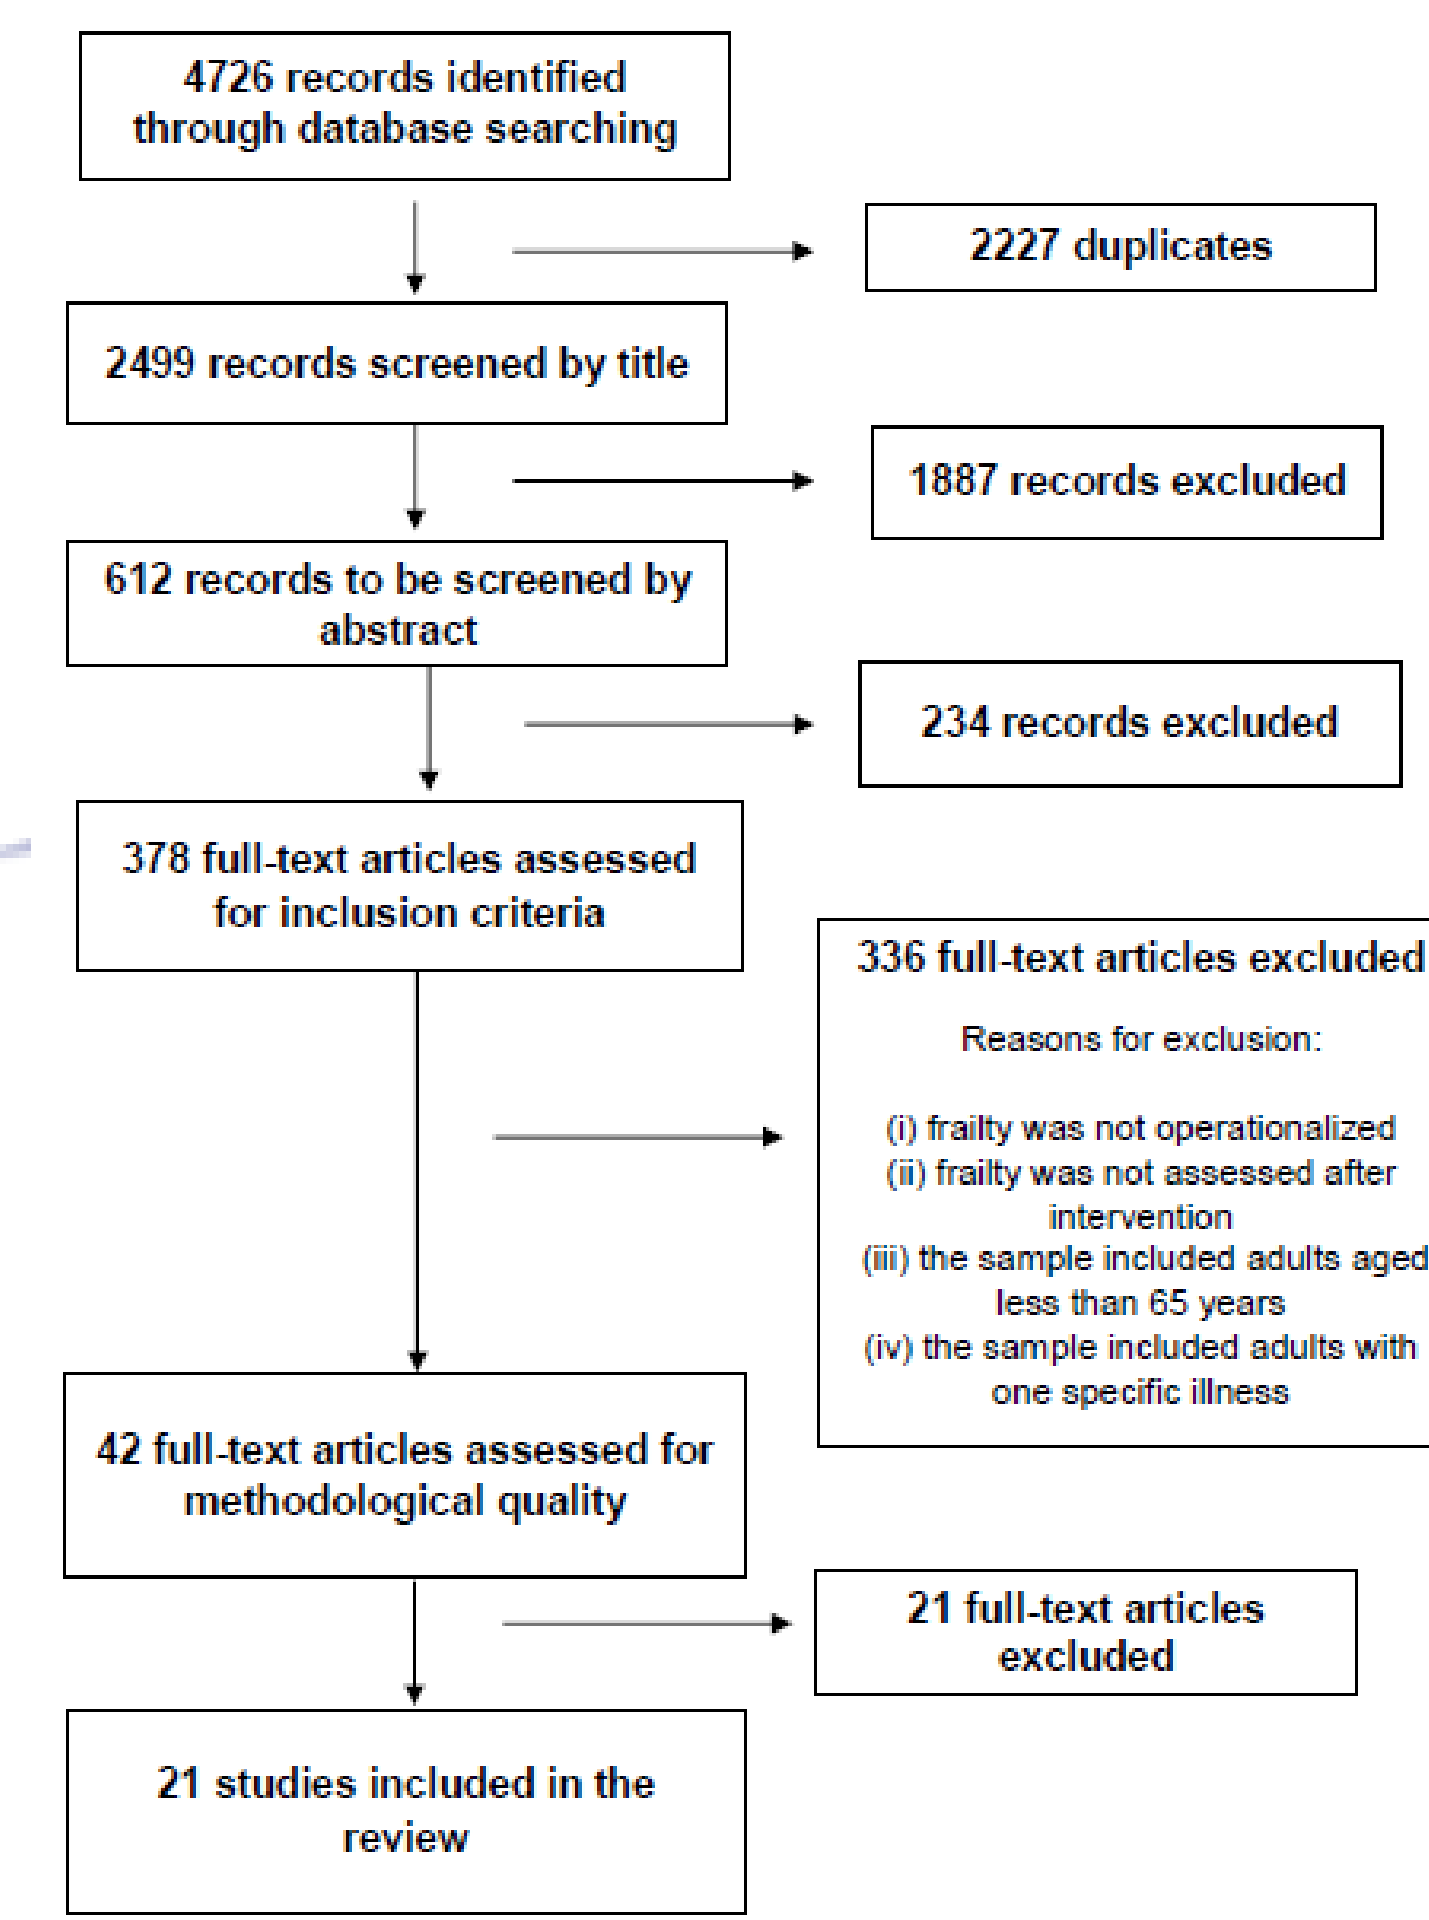 4726 records identified
through database searching
2227 duplicates
2499 records screened by title
1887 records excluded
612 records to be screened by
abstract
234 records excluded
378 full-text articles assessed
for inclusion criteria
336 full-text articles excluded
Reasons for exclusion:
(i) frailty was not operationalized
(ii) frailty was not assessed after
intervention
(iii) the sample included adults aged
less than 65 years
(iv) the sample included adults with
one specific illness
42 full-text articles assessed for
methodological quality
21 full-text articles
excluded
21 studies included in the
review